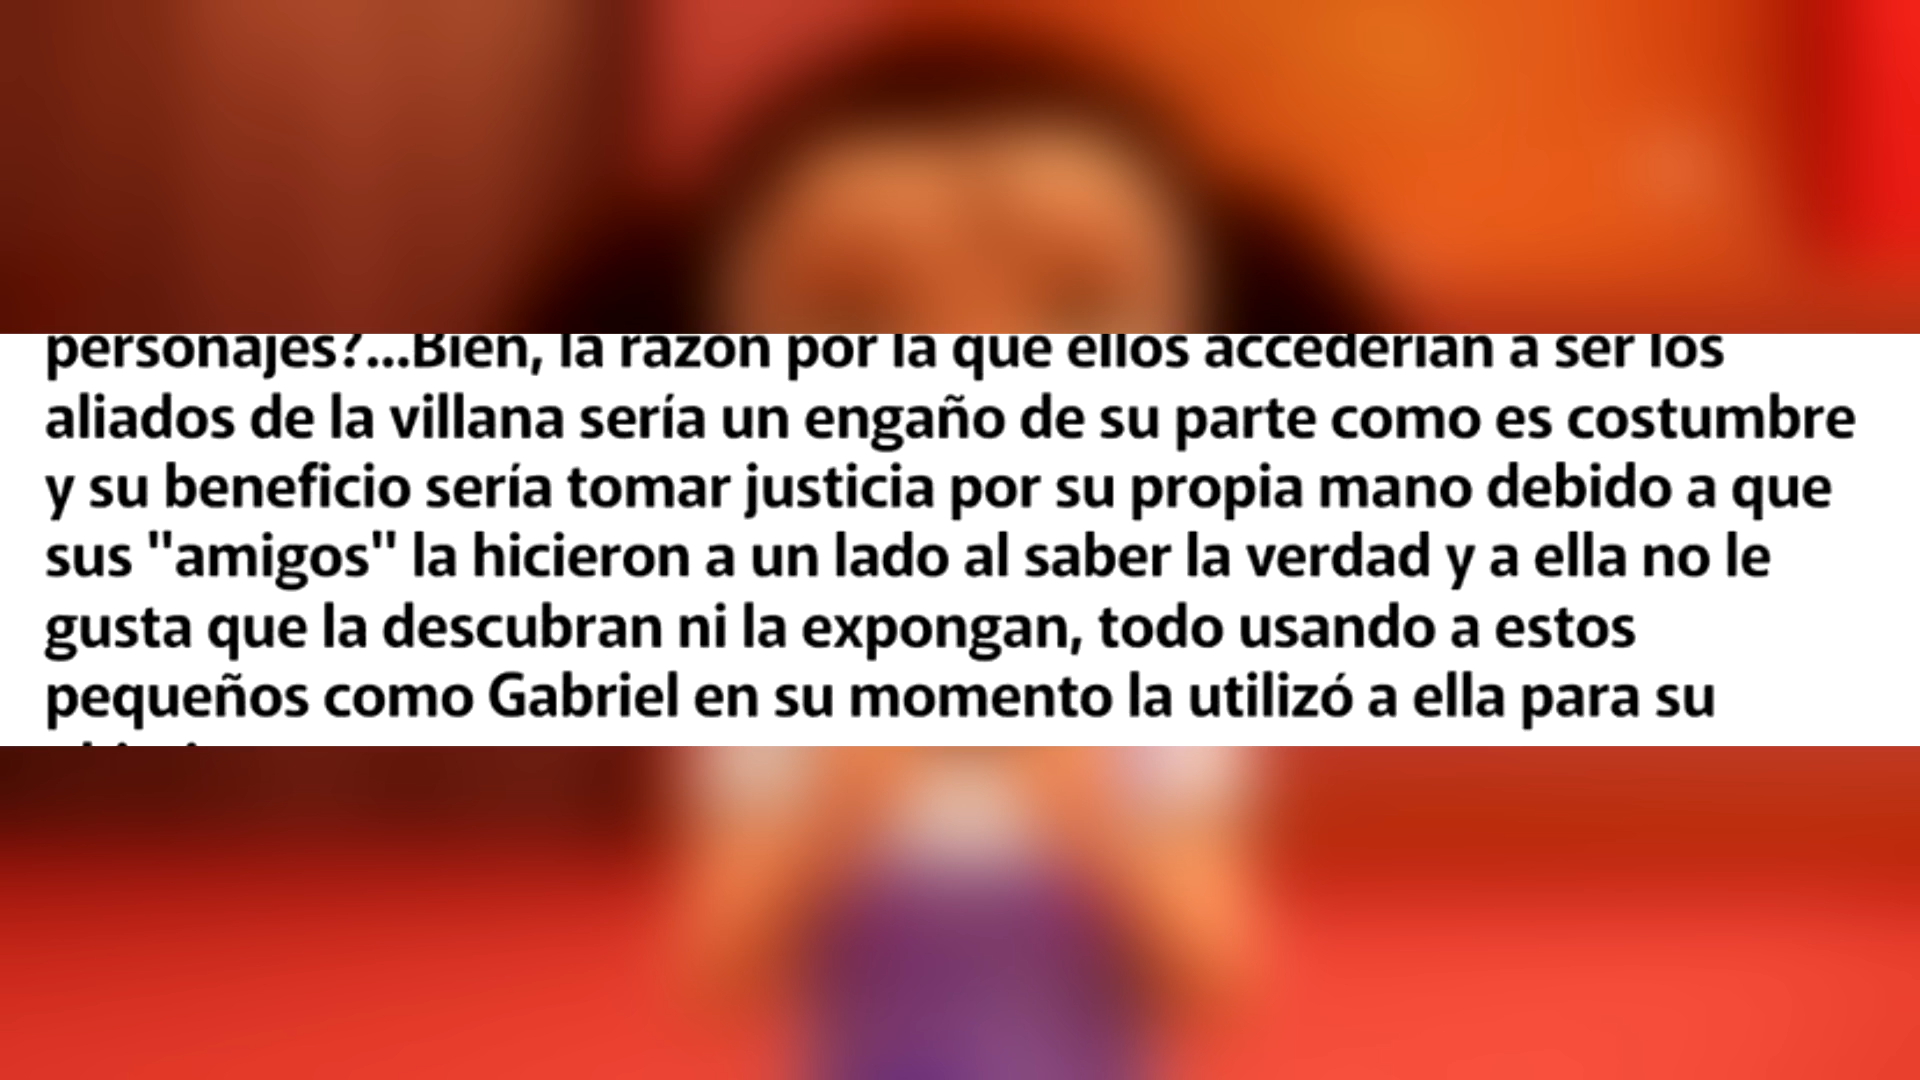 personajes?...Bien, la razón por la que ellos accederían a ser los
aliados de la villana sería un engaño de su parte como es costumbre
y su beneficio sería tomar justicia por su propia mano debido a que
sus "amigos" la hicieron a un lado al saber la verdad y a ella no le
gusta que la descubran ni la expongan, todo usando a estos
pequeños como Gabriel en su momento la utilizó a ella para su